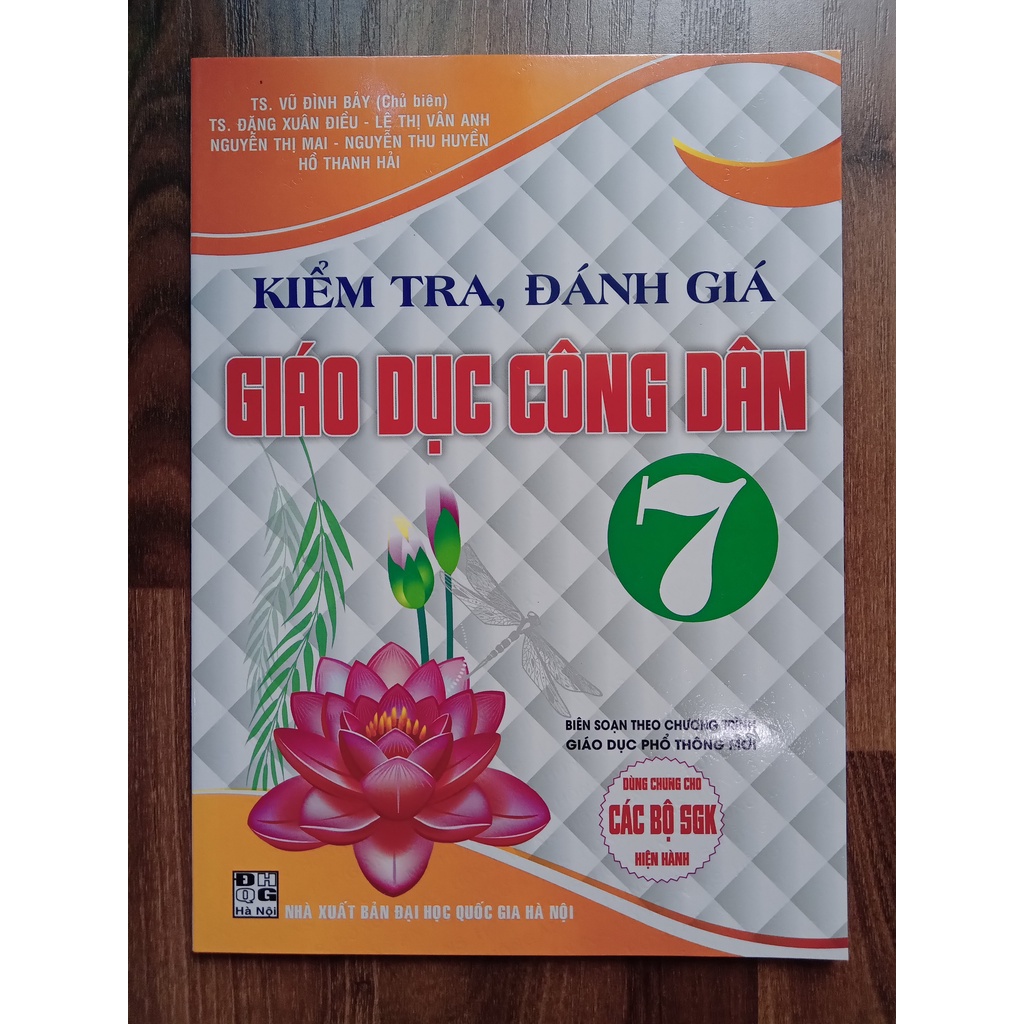 TS. VŨ ĐÌNH BẢY (Chủ biên)
TS. ĐẶNG XUÂN ĐIỀU - LÊ THỊ VÂN ANH
NGUYỄN THỊ MAI - NGUYỄN THU HUYỀN
HỒ THANH HẢI
KIỂM TRA, ĐÁNH GIÁ
GIÁO DỤC CÔNG DÂN
7
BIÊN SOẠN THEO CHƯƠNG TRÌNH
GIÁO DỤC PHỔ THÔNG MỚI
DÙNG CHUNG CHO
CÁC BỘ SGK
HIỆN HÀNH
ĐH
QG
Hà Nội
NHÀ XUẤT BẢN ĐẠI HỌC QUỐC GIA HÀ NỘI